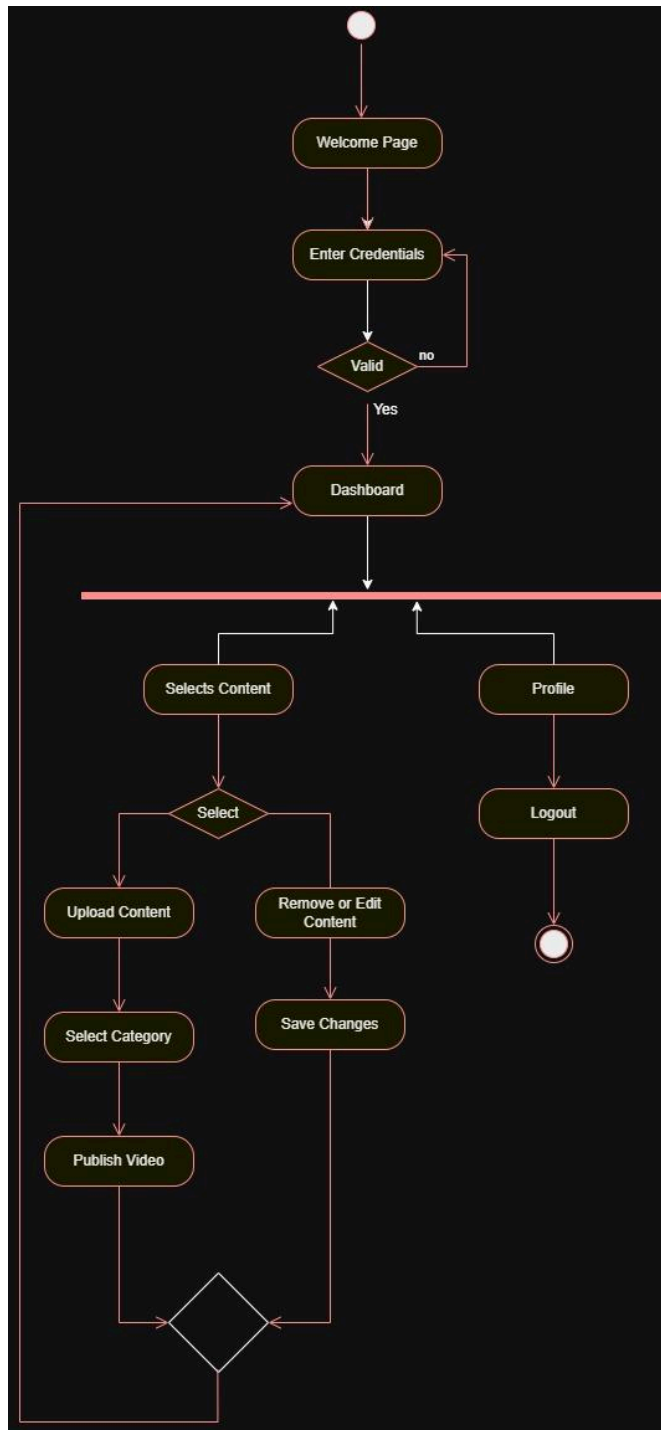 Welcome Page
Enter Credentials
Valid
no
Yes
Dashboard
Selects Content
Profile
Select
Logout
Upload Content
Remove or Edit
Content
Select Category
Save Changes
Publish Video